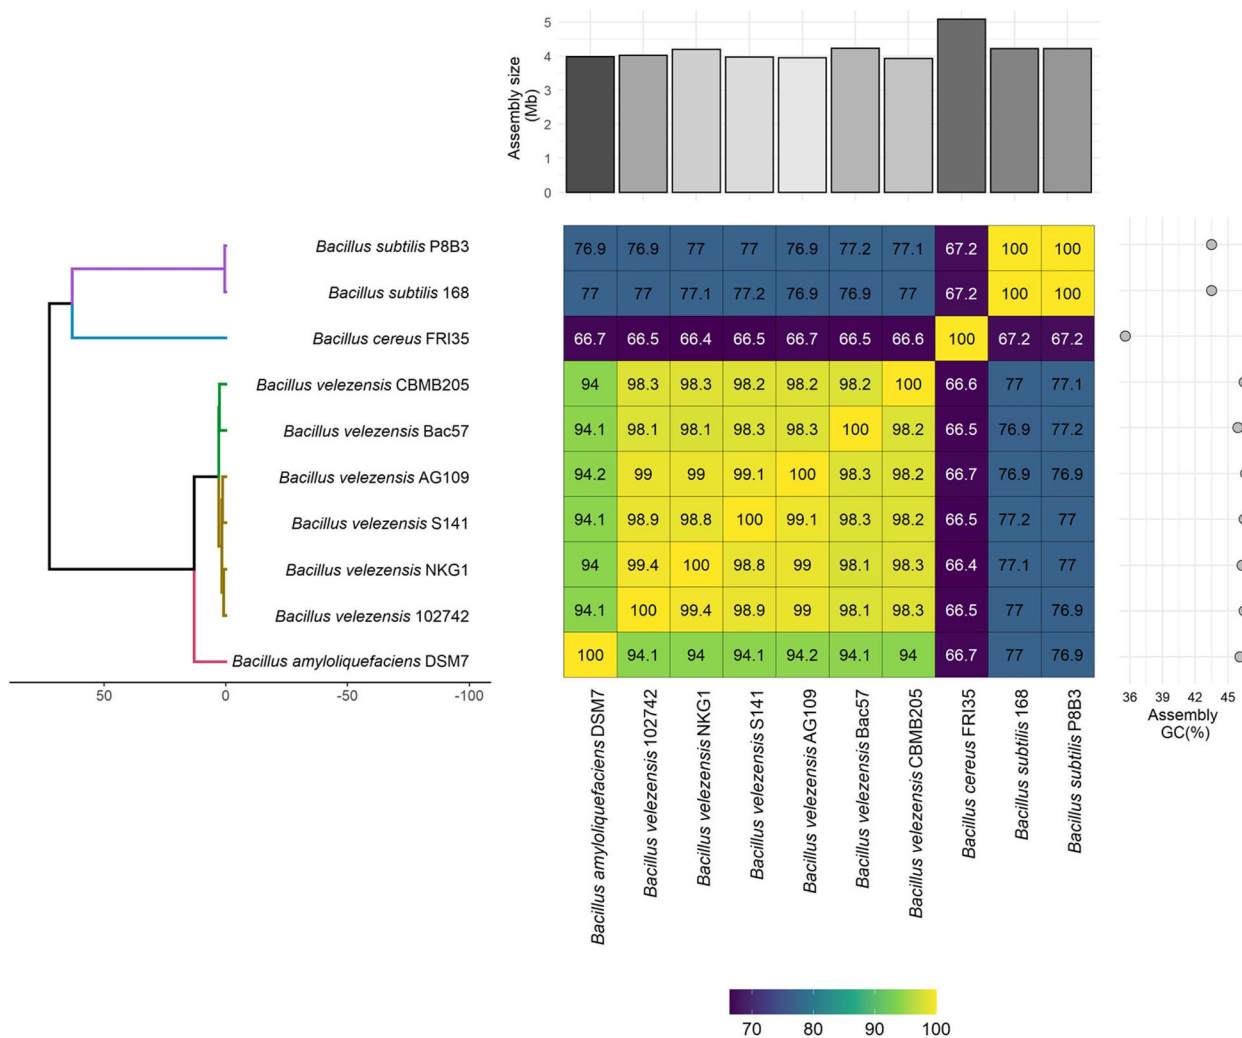 5
4
3
2
1
0
Assembly size
(Mb)
Bacillus subtilis P8B3
Bacillus subtilis 168
Bacillus cereus FRI35
Bacillus velezensis CBMB205
Bacillus velezensis Bac57
Bacillus velezensis AG109
Bacillus velezensis S141
Bacillus velezensis NKG1
Bacillus velezensis 102742
Bacillus amyloliquefaciens DSM7
50 0 -50 -100
76.9 76.9 77 77 76.9 77.2 77.1 67.2 100 100
77 77 77.1 77.2 76.9 76.9 77 67.2 100 100
66.7 66.5 66.4 66.5 66.7 66.5 66.6 100 67.2 67.2
94 98.3 98.3 98.2 98.2 98.2 100 66.6 77 77.1
94.1 98.1 98.1 98.3 98.3 100 98.2 66.5 76.9 77.2
94.2 99 99 99.1 100 98.3 98.2 66.7 76.9 76.9
94.1 98.9 98.8 100 99.1 98.3 98.2 66.5 77.2 77
94 99.4 100 98.8 99 98.1 98.3 66.4 77.1 77
94.1 100 99.4 98.9 99 98.1 98.3 66.5 77 76.9
100 94.1 94 94.1 94.2 94.1 94 66.7 77 76.9
36 39 42 45
Assembly
GC(%)
Bacillus amyloliquefaciens DSM7
Bacillus velezensis 102742
Bacillus velezensis NKG1
Bacillus velezensis S141
Bacillus velezensis AG109
Bacillus velezensis Bac57
Bacillus velezensis CBMB205
Bacillus cereus FRI35
Bacillus subtilis 168
Bacillus subtilis P8B3
70 80 90 100